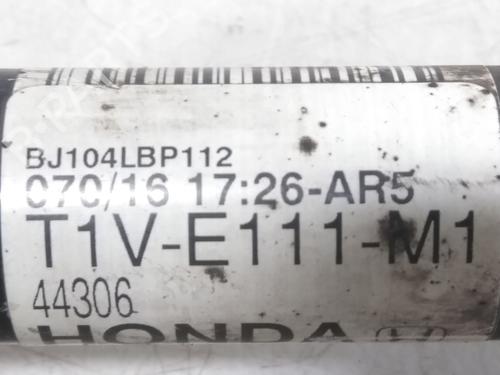 BJ104LBP112
070/16 17:26-AR5
T1V-E111-M1
44306
HONDA